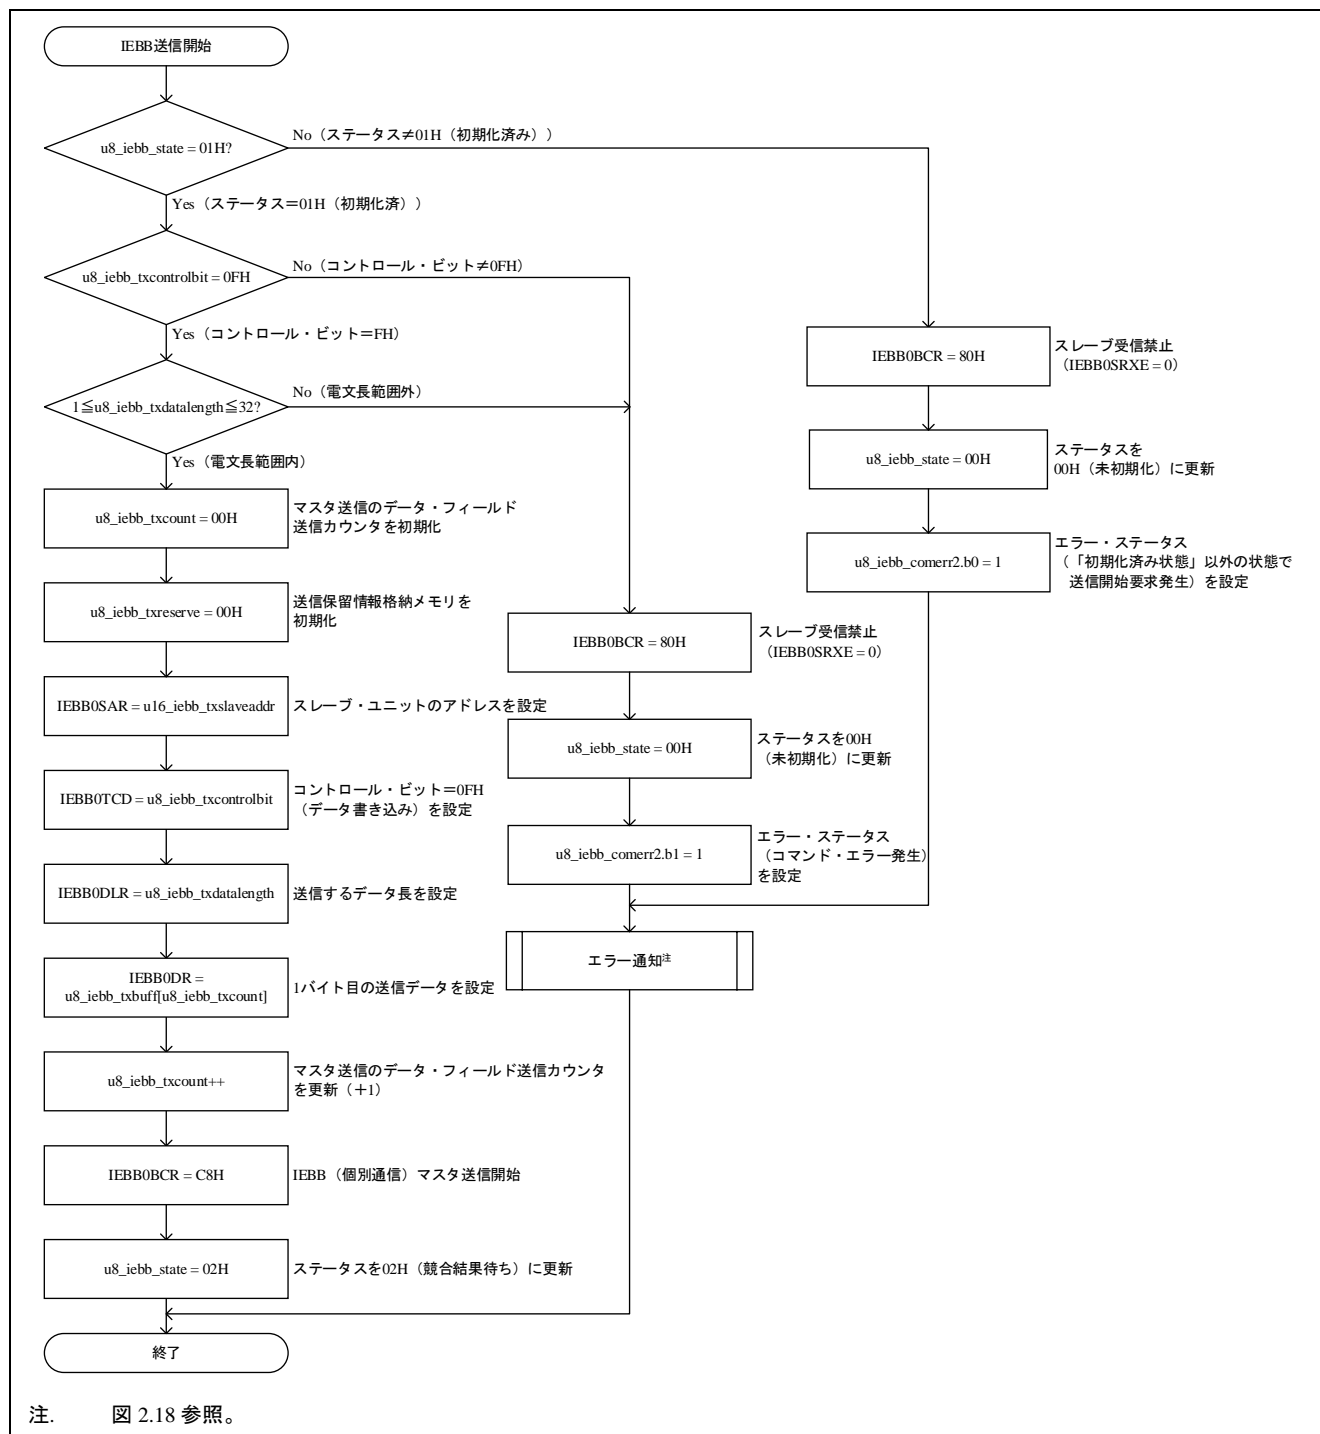 IEBB送信開始
u8_iebb_state = 01H?
No（ステータス≠01H（初期化済み））
Yes（ステータス＝01H（初期化済））
u8_iebb_txcontrolbit = 0FH
No（コントロール・ビット≠0FH）
Yes（コントロール・ビット＝FH）
1≦u8_iebb_txdatalength≦32?
No（電文長範囲外）
Yes（電文長範囲内）
u8_iebb_txcount = 00H
マスタ送信のデータ・フィールド
送信カウンタを初期化
u8_iebb_txreserve = 00H
送信保留情報格納メモリを
初期化
IEBB0SAR = u16_iebb_txslaveaddr
スレーブ・ユニットのアドレスを設定
IEBB0TCD = u8_iebb_txcontrolbit
コントロール・ビット＝0FH
（データ書き込み）を設定
IEBB0DLR = u8_iebb_txdatalength
送信するデータ長を設定
IEBB0DR =
u8_iebb_txbuff[u8_iebb_txcount]
1バイト目の送信データを設定
u8_iebb_txcount++
マスタ送信のデータ・フィールド送信カウンタ
を更新（＋1）
IEBB0BCR = C8H
IEBB（個別通信）マスタ送信開始
u8_iebb_state = 02H
ステータスを02H（競合結果待ち）に更新
終了
IEBB0BCR = 80H
スレーブ受信禁止
（IEBB0SRXE = 0）
u8_iebb_state = 00H
ステータスを00H
（未初期化）に更新
u8_iebb_comerr2.b1 = 1
エラー・ステータス
（コマンド・エラー発生）
を設定
エラー通知注
IEBB0BCR = 80H
スレーブ受信禁止
（IEBB0SRXE = 0）
u8_iebb_state = 00H
ステータスを
00H（未初期化）に更新
u8_iebb_comerr2.b0 = 1
エラー・ステータス
（「初期化済み状態」以外の状態で
送信開始要求発生）を設定
注. 図 2.18 参照。